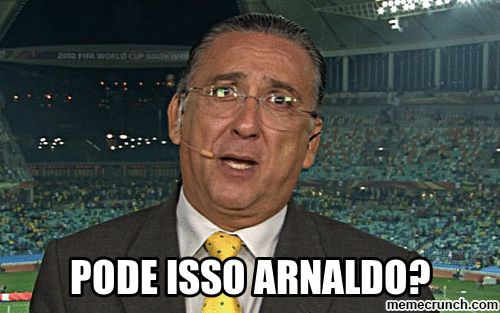 2010 FIFA WORLD CUP SOUTH AFRICA
PODE ISSO ARNALDO?
memecrunch.com